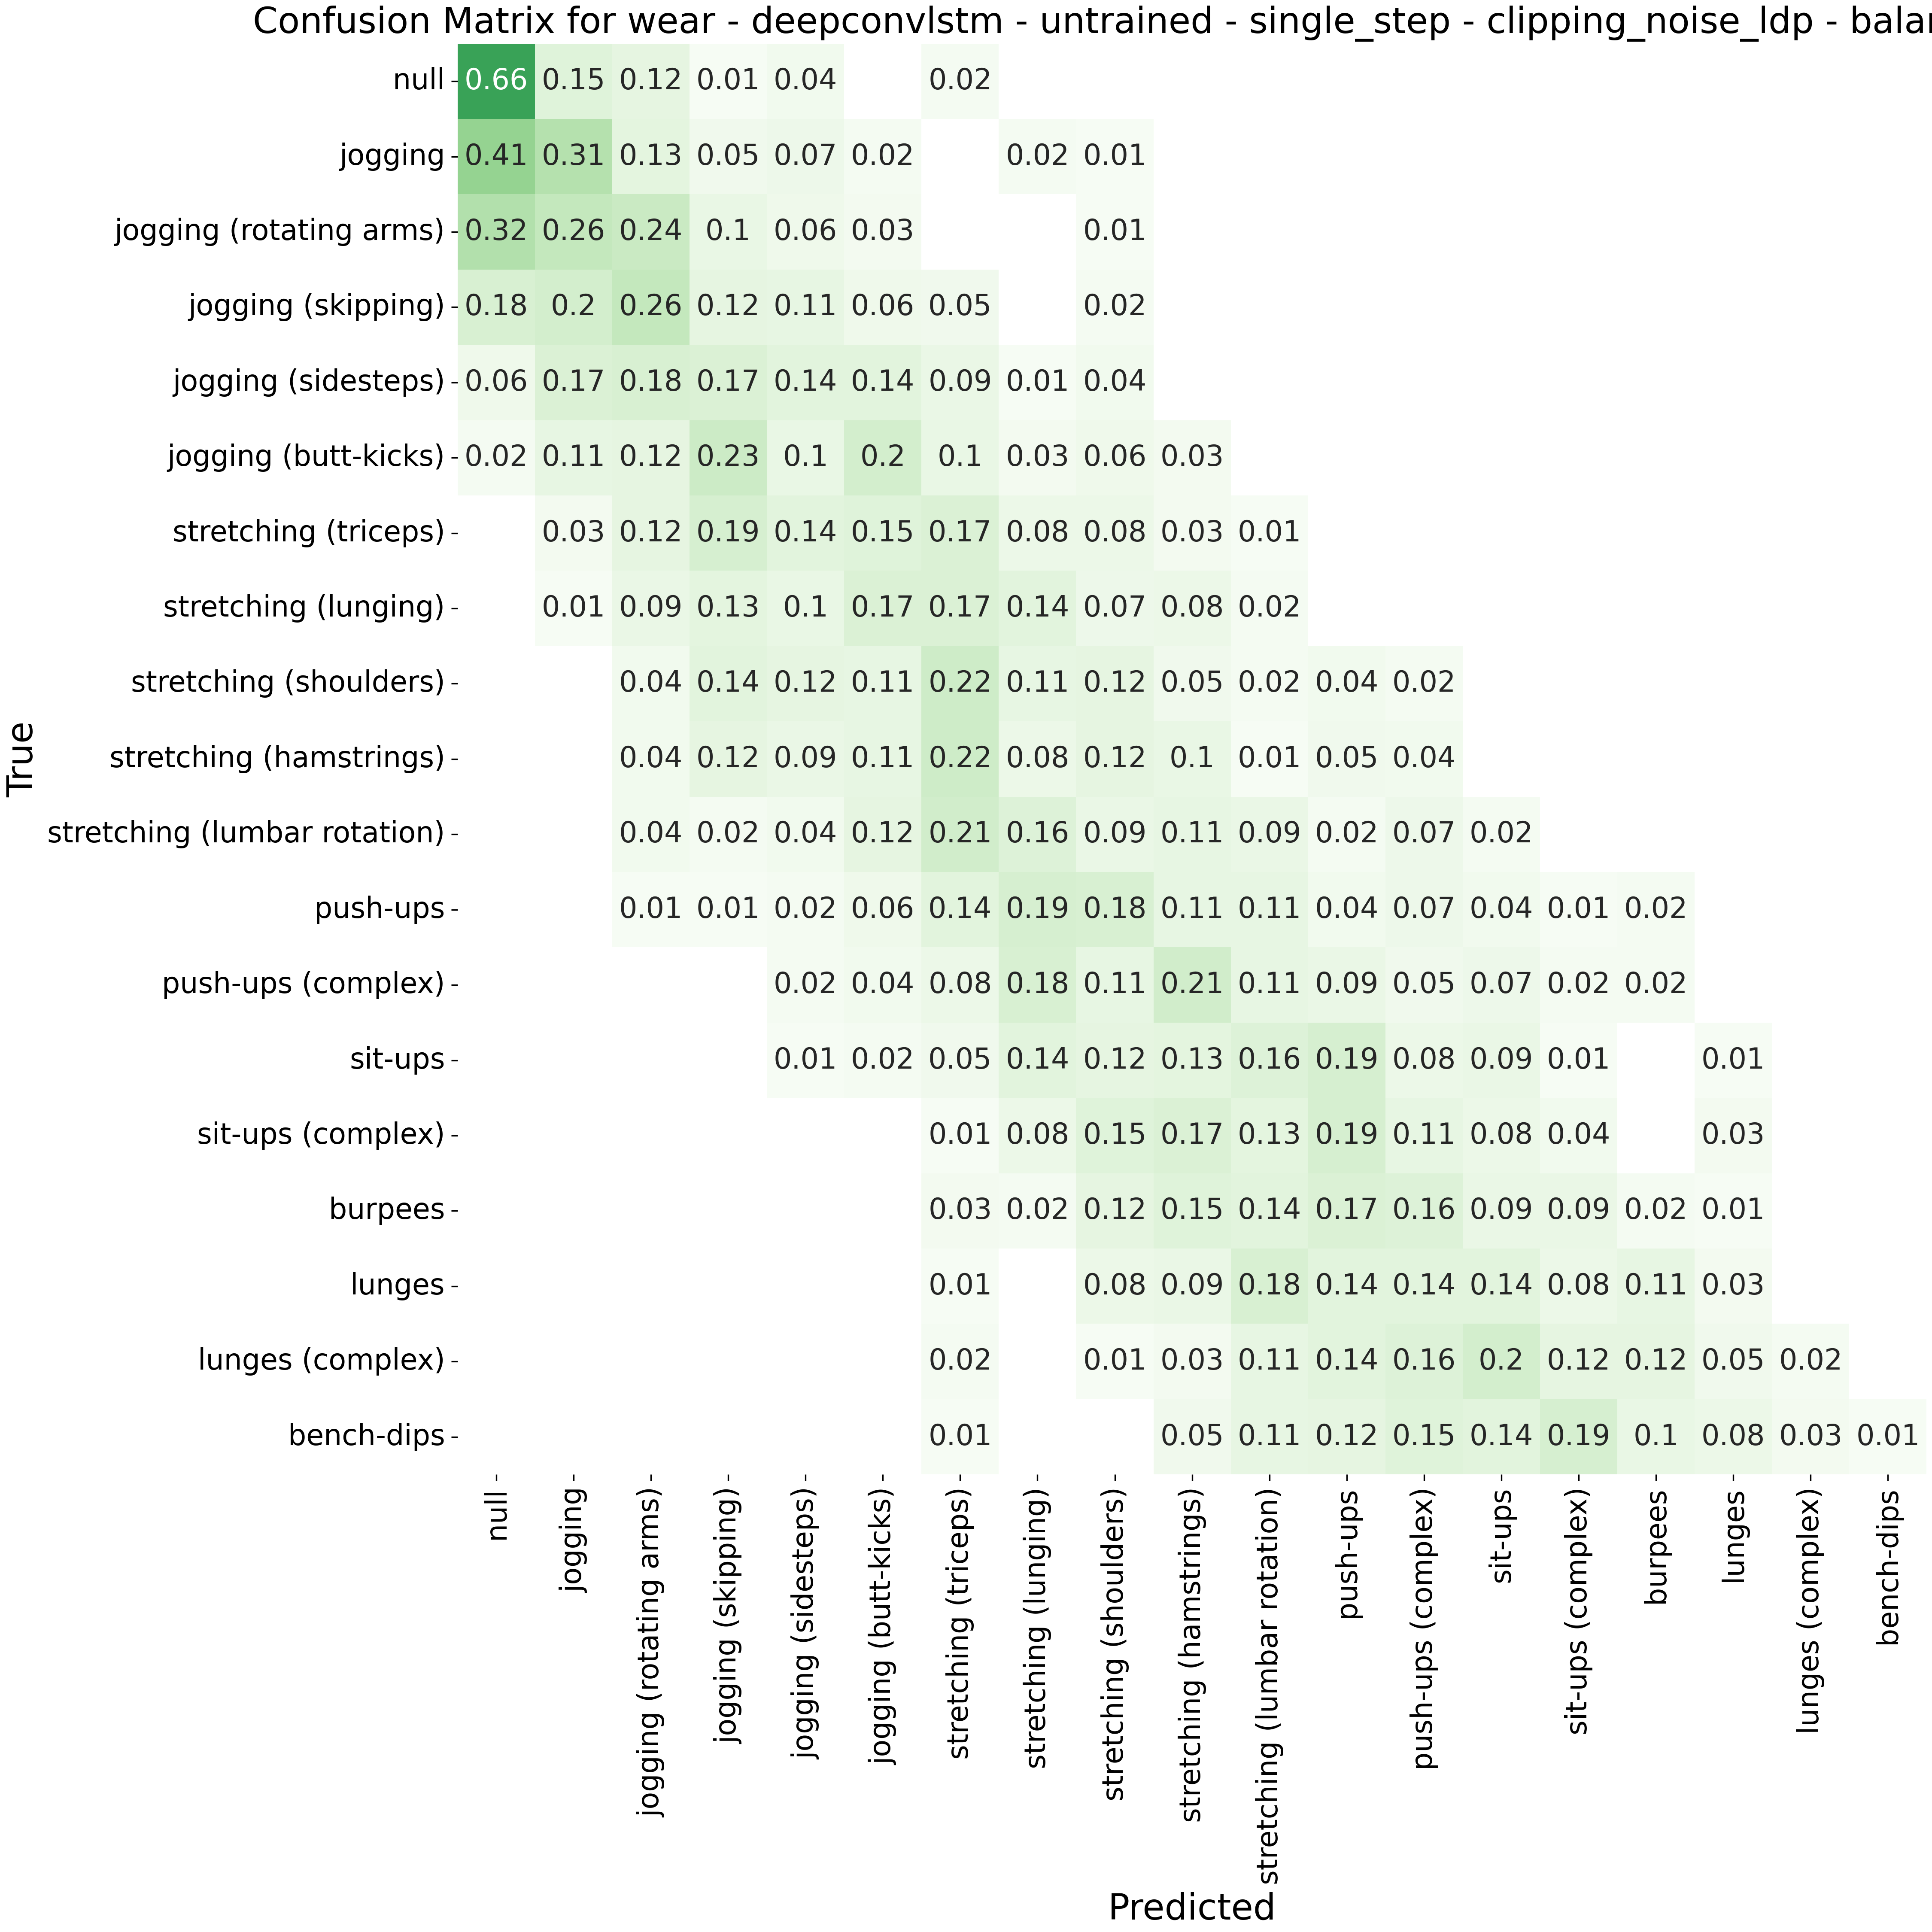 Confusion Matrix for wear - deepconvlstm - untrained - single_step - clipping_noise_ldp - balan
null 0.66 0.15 0.12 0.01 0.04 0.02
jogging 0.41 0.31 0.13 0.05 0.07 0.02 0.02 0.01
jogging (rotating arms) 0.32 0.26 0.24 0.1 0.06 0.03 0.01
jogging (skipping) 0.18 0.2 0.26 0.12 0.11 0.06 0.05 0.02
jogging (sidesteps) 0.06 0.17 0.18 0.17 0.14 0.14 0.09 0.01 0.04
jogging (butt-kicks) 0.02 0.11 0.12 0.23 0.1 0.2 0.1 0.03 0.06 0.03
stretching (triceps) 0.03 0.12 0.19 0.14 0.15 0.17 0.08 0.08 0.03 0.01
stretching (lunging) 0.01 0.09 0.13 0.1 0.17 0.17 0.14 0.07 0.08 0.02
stretching (shoulders) 0.04 0.14 0.12 0.11 0.22 0.11 0.12 0.05 0.02 0.04 0.02
stretching (hamstrings) 0.04 0.12 0.09 0.11 0.22 0.08 0.12 0.1 0.01 0.05 0.04
stretching (lumbar rotation) 0.04 0.02 0.04 0.12 0.21 0.16 0.09 0.11 0.09 0.02 0.07 0.02
push-ups 0.01 0.01 0.02 0.06 0.14 0.19 0.18 0.11 0.11 0.04 0.07 0.04 0.01 0.02
push-ups (complex) 0.02 0.04 0.08 0.18 0.11 0.21 0.11 0.09 0.05 0.07 0.02 0.02
sit-ups 0.01 0.02 0.05 0.14 0.12 0.13 0.16 0.19 0.08 0.09 0.01 0.01
sit-ups (complex) 0.01 0.08 0.15 0.17 0.13 0.19 0.11 0.08 0.04 0.03
burpees 0.03 0.02 0.12 0.15 0.14 0.17 0.16 0.09 0.09 0.02 0.01
lunges 0.01 0.08 0.09 0.18 0.14 0.14 0.14 0.08 0.11 0.03
lunges (complex) 0.02 0.01 0.03 0.11 0.14 0.16 0.2 0.12 0.12 0.05 0.02
bench-dips 0.01 0.05 0.11 0.12 0.15 0.14 0.19 0.1 0.08 0.03 0.01
True
null
jogging
jogging (rotating arms)
jogging (skipping)
jogging (sidesteps)
jogging (butt-kicks)
stretching (triceps)
stretching (lunging)
stretching (shoulders)
stretching (hamstrings)
stretching (lumbar rotation)
push-ups
push-ups (complex)
sit-ups
sit-ups (complex)
burpees
lunges
lunges (complex)
bench-dips
Predicted